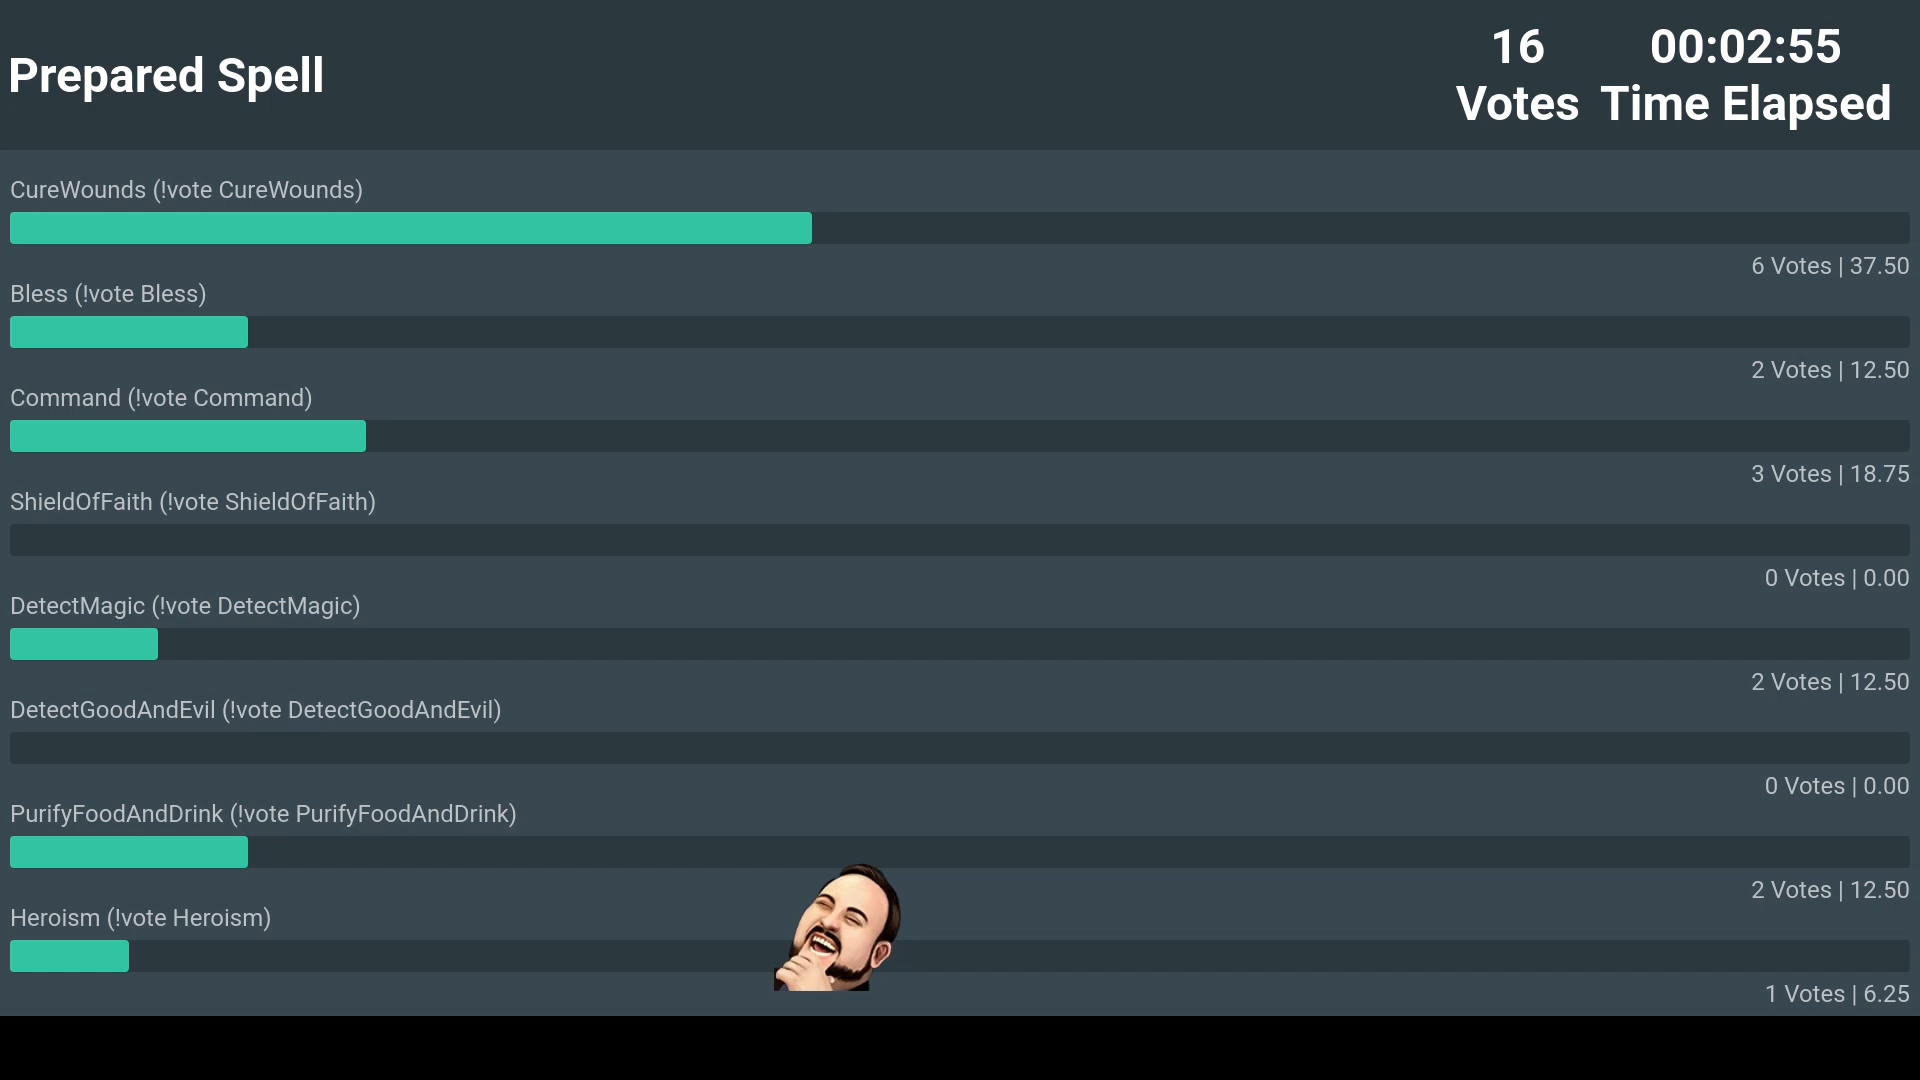 Prepared Spell
16 Votes
00:02:55 Time Elapsed
CureWounds (!vote CureWounds)
6 Votes | 37.50
Bless (!vote Bless)
2 Votes | 12.50
Command (!vote Command)
3 Votes | 18.75
ShieldOfFaith (!vote ShieldOfFaith)
0 Votes | 0.00
DetectMagic (!vote DetectMagic)
2 Votes | 12.50
DetectGoodAndEvil (!vote DetectGoodAndEvil)
0 Votes | 0.00
PurifyFoodAndDrink (!vote PurifyFoodAndDrink)
2 Votes | 12.50
Heroism (!vote Heroism)
1 Votes | 6.25